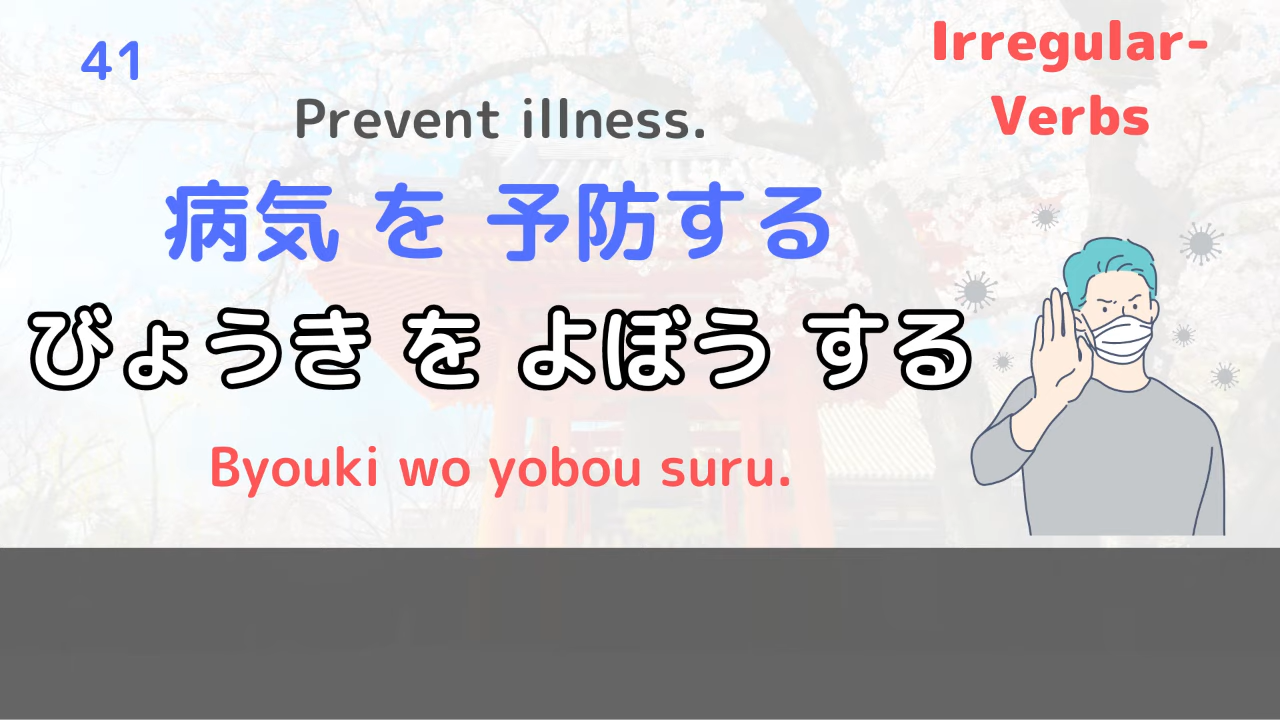 41
Irregular-
Verbs
Prevent illness.
病気 を 予防する
びょうき を よぼう する
Byouki wo yobou suru.